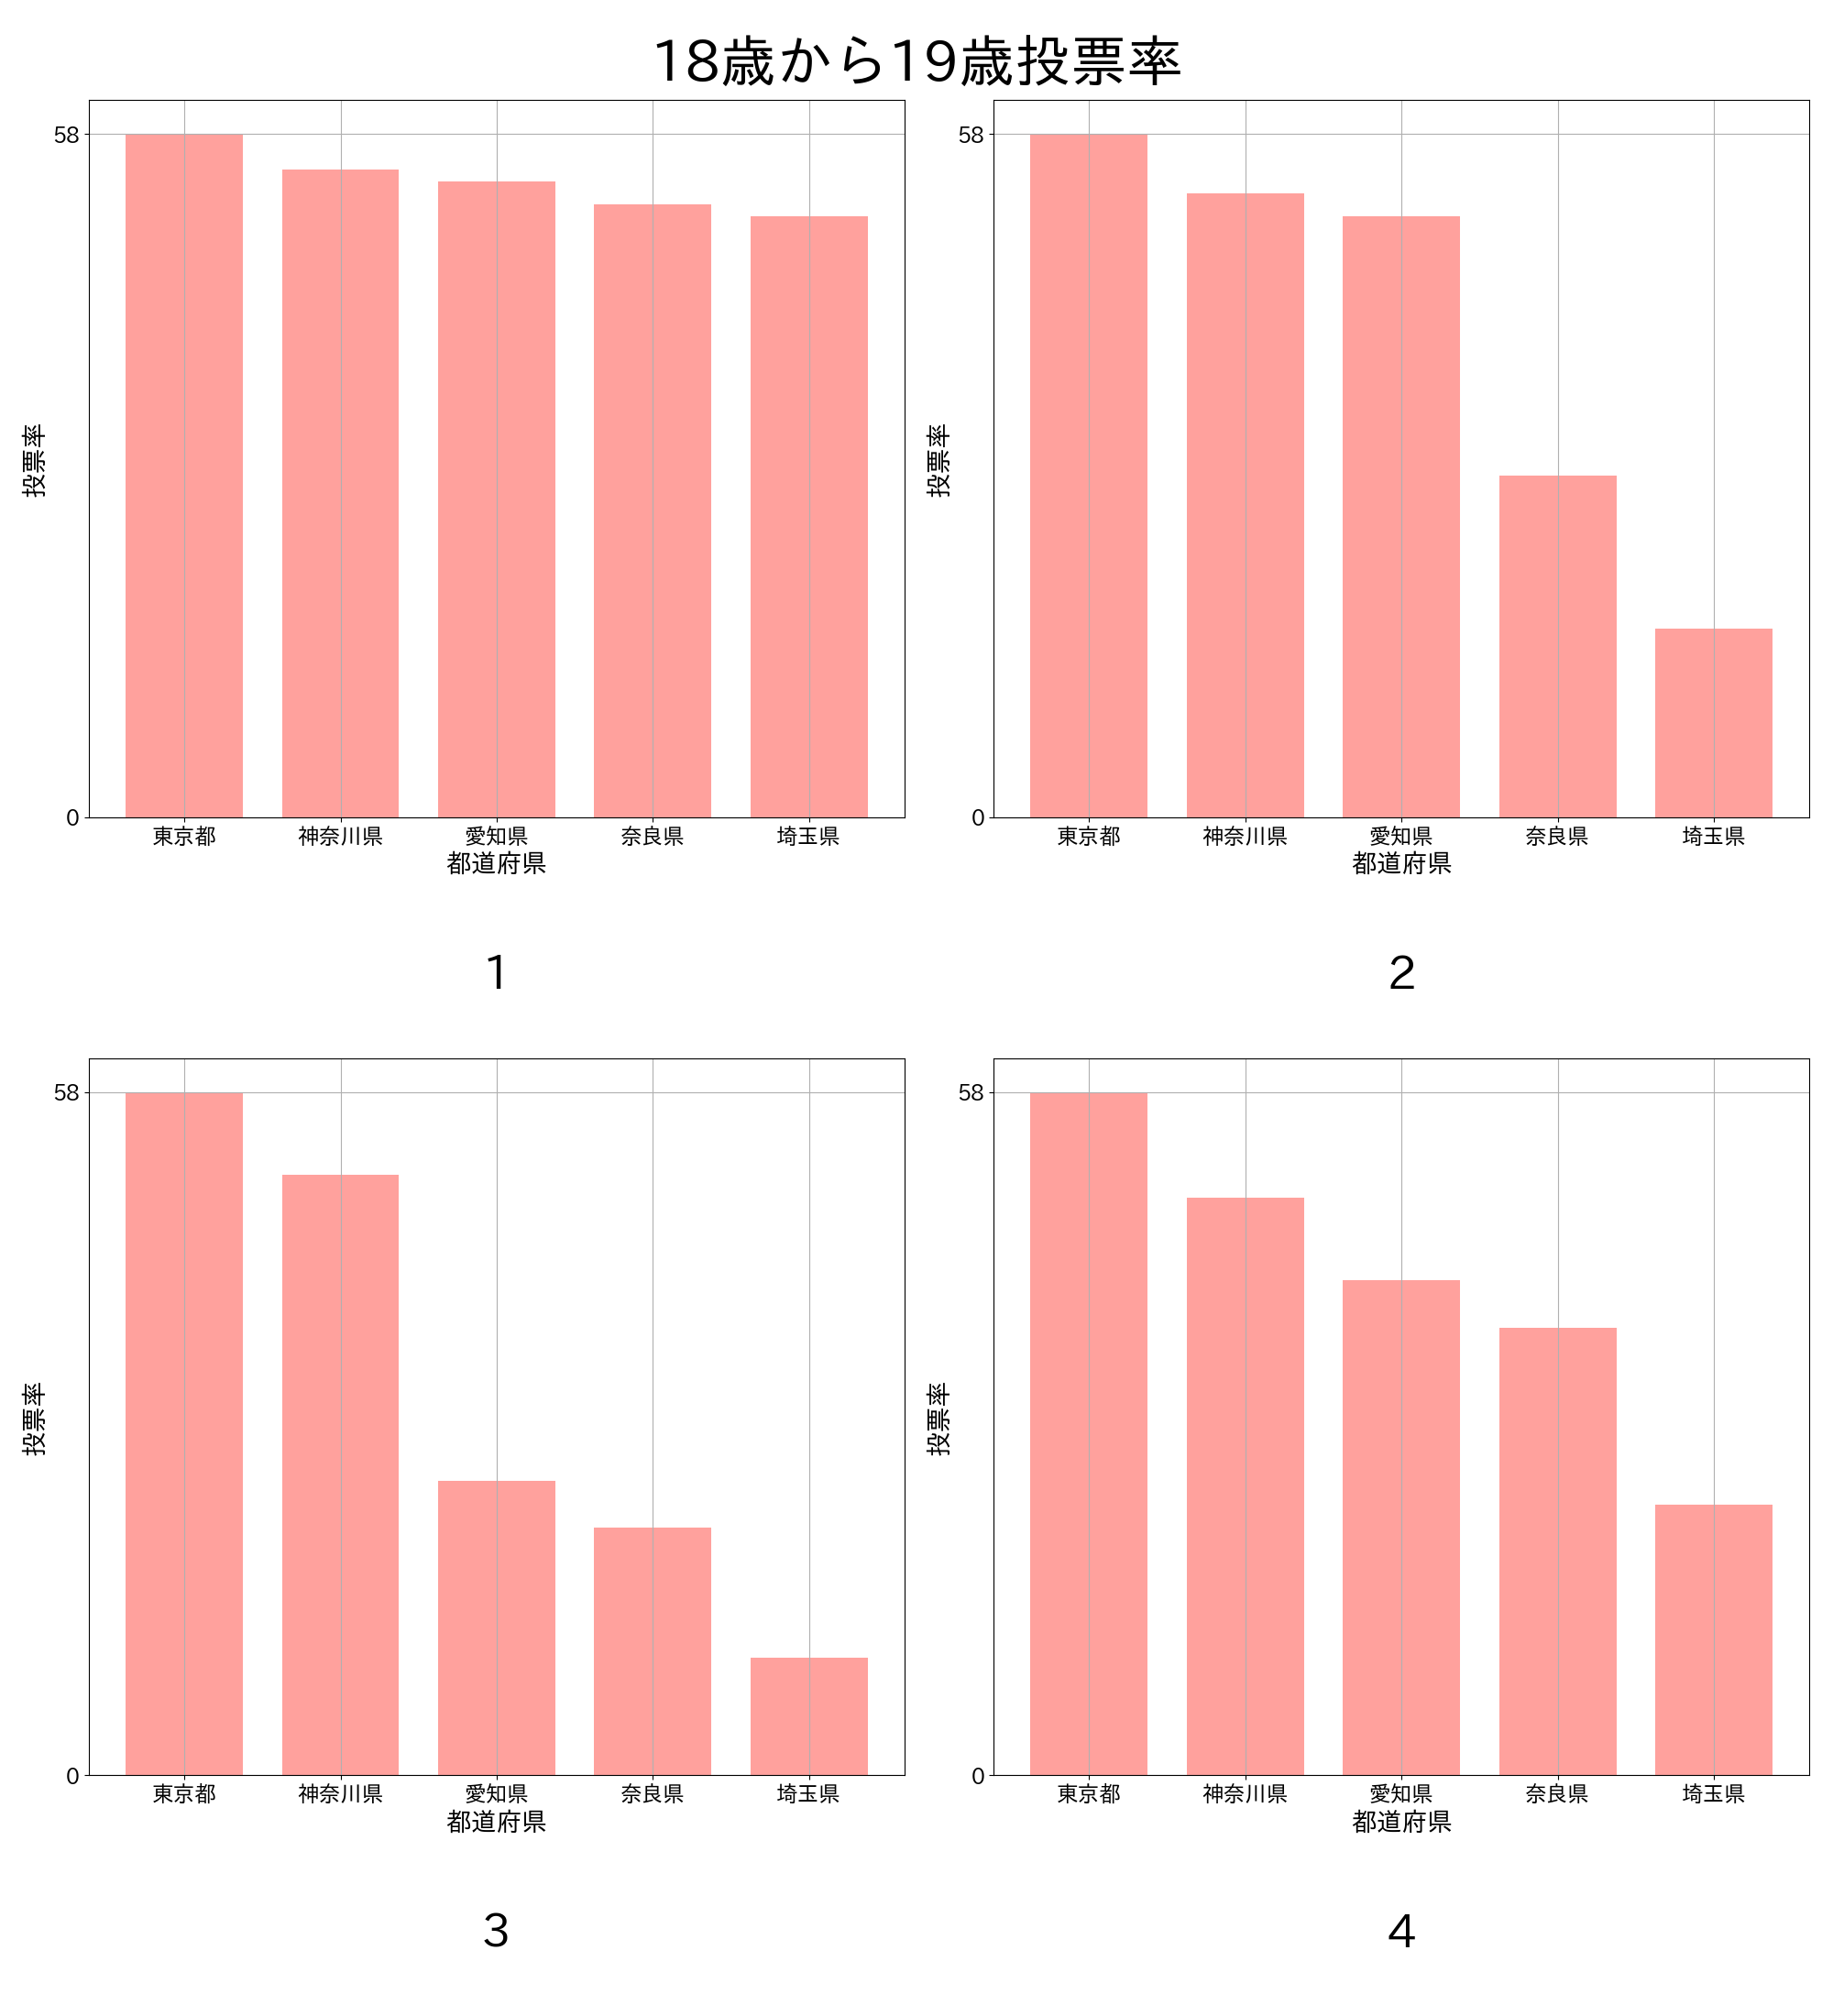 18歳から19歳投票率
58
0
投票率
東京都 神奈川県 愛知県 奈良県 埼玉県
都道府県
1
58
0
投票率
東京都 神奈川県 愛知県 奈良県 埼玉県
都道府県
2
58
0
投票率
東京都 神奈川県 愛知県 奈良県 埼玉県
都道府県
3
58
0
投票率
東京都 神奈川県 愛知県 奈良県 埼玉県
都道府県
4